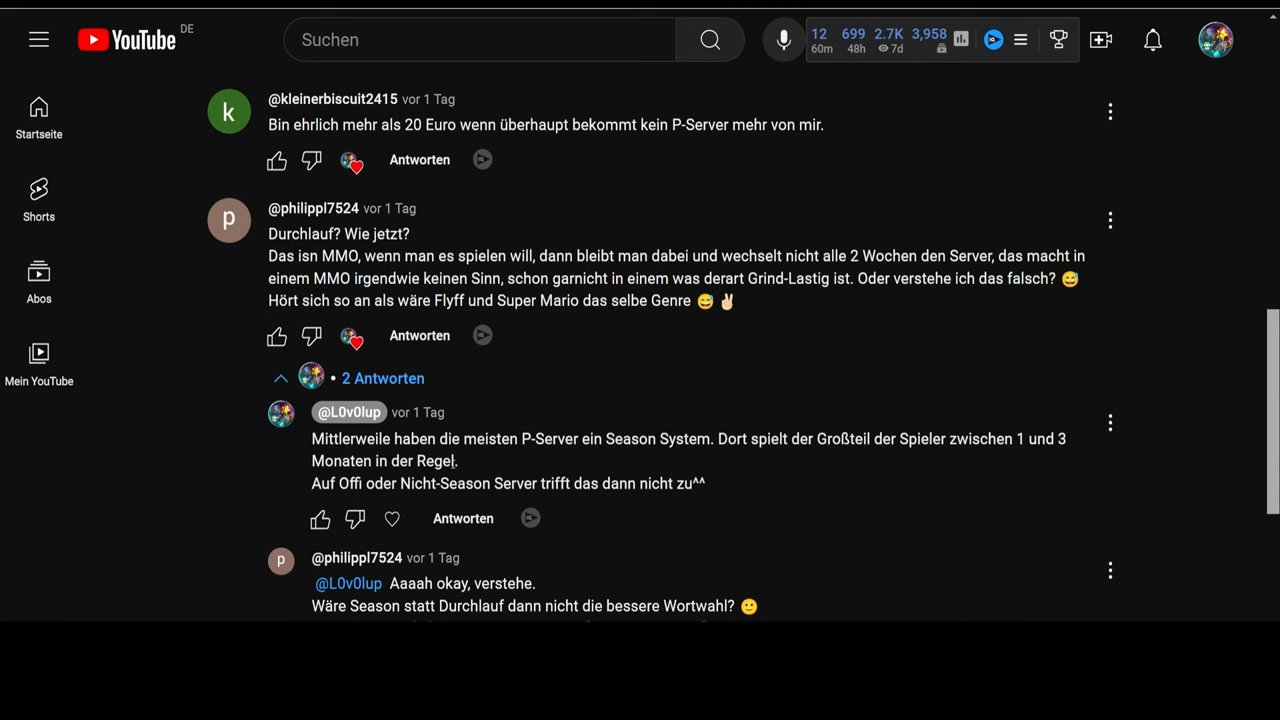 YouTube DE
Suchen
12 699 2.7K 3,958
60m 48h 7d
Startseite
Shorts
Abos
Mein YouTube
k
@kleinerbiscuit2415 vor 1 Tag
Bin ehrlich mehr als 20 Euro wenn überhaupt bekommt kein P-Server mehr von mir.
Antworten
p
@philippl7524 vor 1 Tag
Durchlauf? Wie jetzt?
Das isn MMO, wenn man es spielen will, dann bleibt man dabei und wechselt nicht alle 2 Wochen den Server, das macht in
einem MMO irgendwie keinen Sinn, schon garnicht in einem was derart Grind-Lastig ist. Oder verstehe ich das falsch? 😅
Hört sich so an als wäre Flyff und Super Mario das selbe Genre 😅 ✌🏻
Antworten
• 2 Antworten
@L0v0lup vor 1 Tag
Mittlerweile haben die meisten P-Server ein Season System. Dort spielt der Großteil der Spieler zwischen 1 und 3
Monaten in der Regel.
Auf Offi oder Nicht-Season Server trifft das dann nicht zu^^
Antworten
p
@philippl7524 vor 1 Tag
@L0v0lup Aaaah okay, verstehe.
Wäre Season statt Durchlauf dann nicht die bessere Wortwahl? 🙂